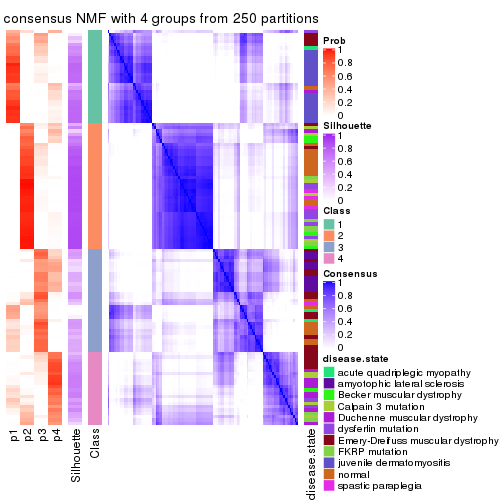 consensus NMF with 4 groups from 250 partitions
Prob
1
0.8
0.6
0.4
0.2
0
Silhouette
1
0.8
0.6
0.4
0.2
0
Class
1
2
3
4
Consensus
1
0.8
0.6
0.4
0.2
0
disease.state
acute quadriplegic myopathy
amyotophic lateral sclerosis
Becker muscular dystrophy
Calpain 3 mutation
Duchenne muscular dystrophy
dysferlin mutation
Emery-Dreifuss muscular dystrophy
FKRP mutation
juvenile dermatomyositis
normal
spastic paraplegia
p1
p2
p3
p4
Silhouette
Class
disease.state